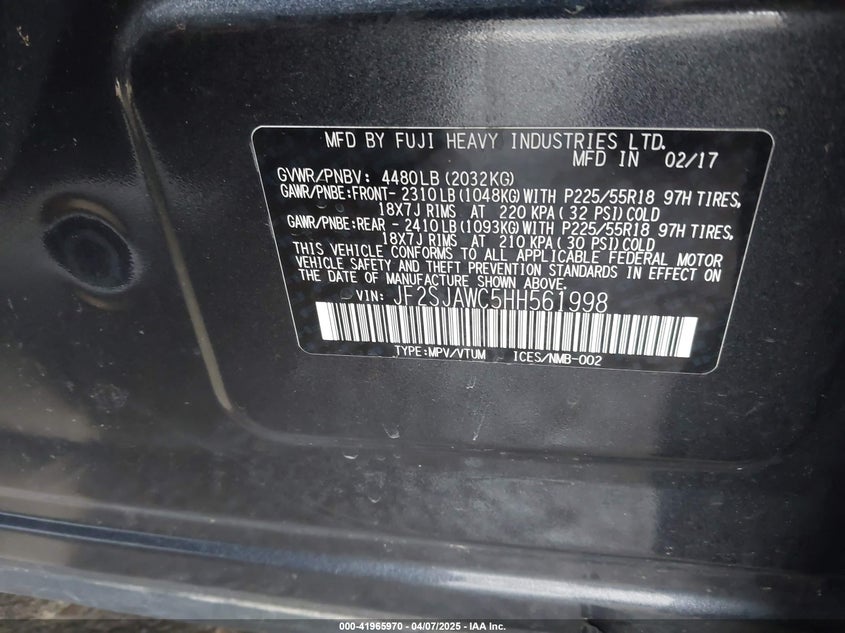 MFD BY FUJI HEAVY INDUSTRIES LTD.
MFD IN 02/17
GVWR/PNBV: 4480LB(2032KG)
GAWR/PNBE:FRONT- 2310LB(1048KG)WITH P225/55R18 97H TIRES,
18X7J RIMS AT 220 KPA( 32 PSI)COLD
GAWR/PNBE:REAR - 2410LB(1093KG)WITH P225/55R18 97H TIRES,
18X7J RIMS AT 210 KPA( 30 PSI)COLD
THIS VEHICLE CONFORMS TO ALL APPLICABLE FEDERAL MOTOR
VEHICLE SAFETY AND THEFT PREVENTION STANDARDS IN EFFECT ON
THE DATE OF MANUFACTURE SHOWN ABOVE.
VIN: JF2SJAWC5HH561998
TYPE:MPV/VTUM ICES/NMB-002
000-41965970 - 04/07/2025 - IAA Inc.